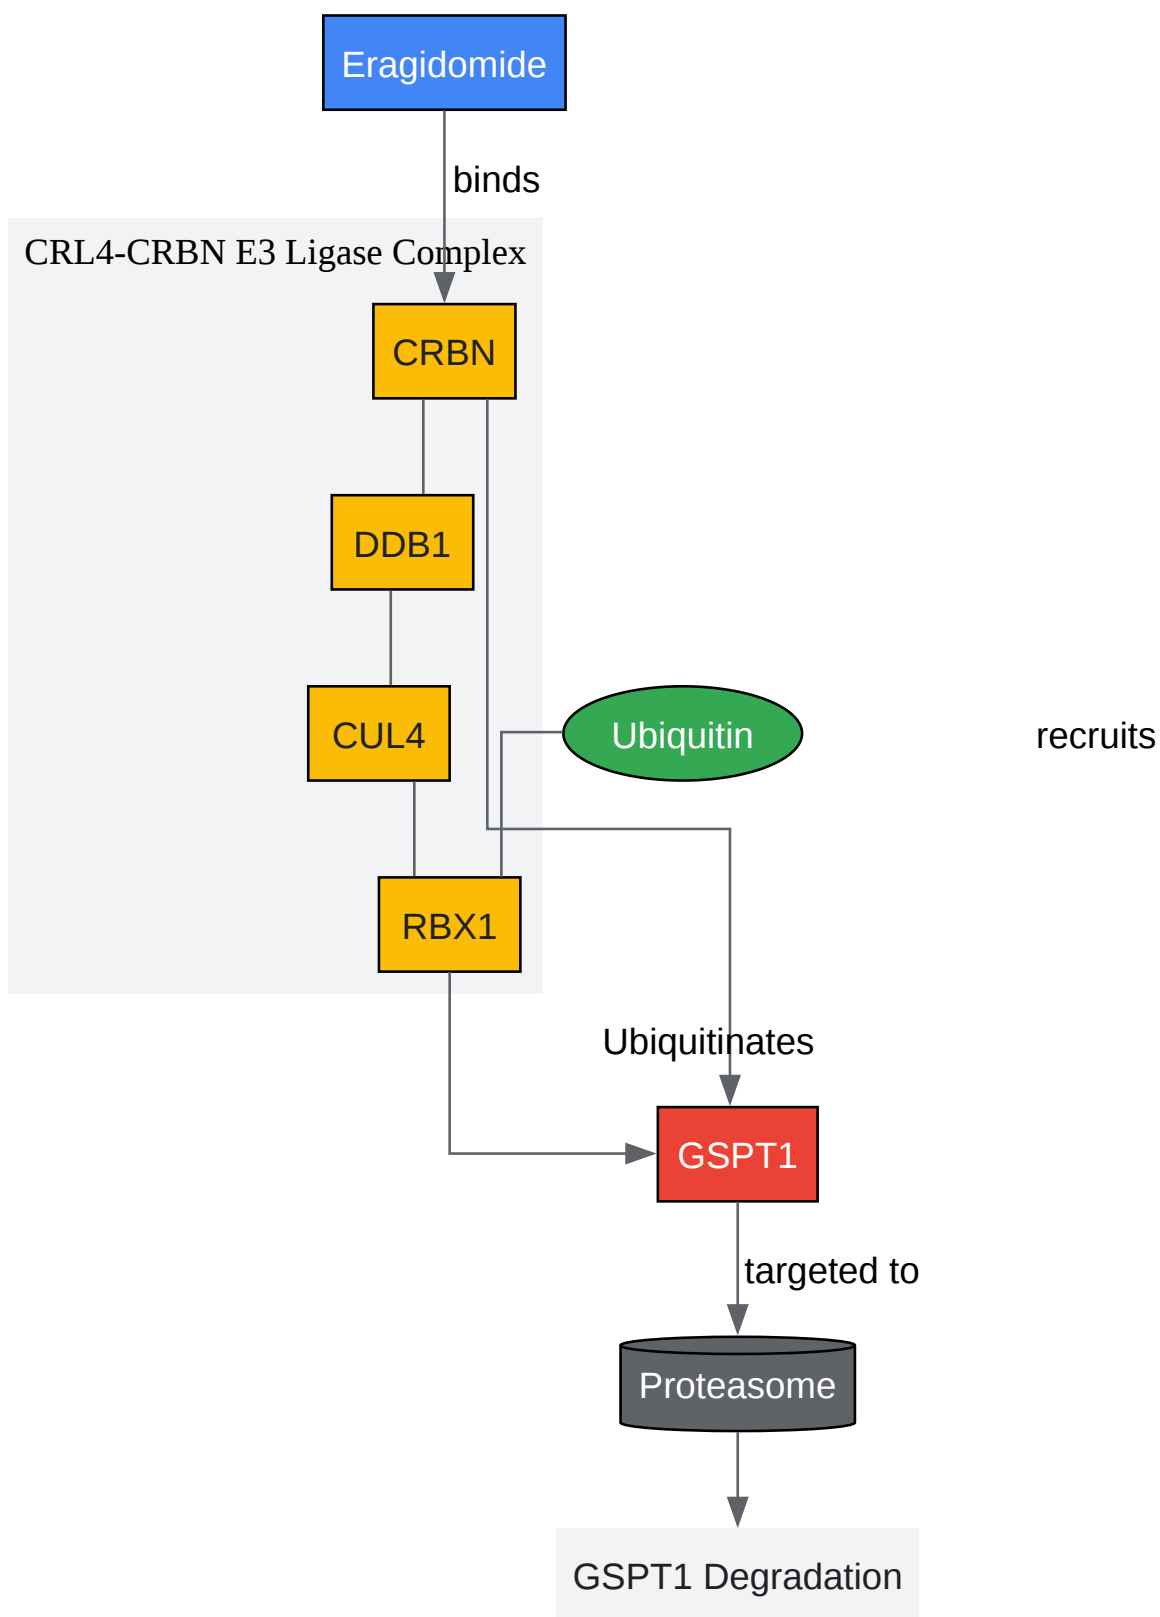 Eragidomide
binds
CRL4-CRBN E3 Ligase Complex
CRBN
DDB1
CUL4
Ubiquitin
recruits
RBX1
Ubiquitinates
GSPT1
targeted to
Proteasome
GSPT1 Degradation